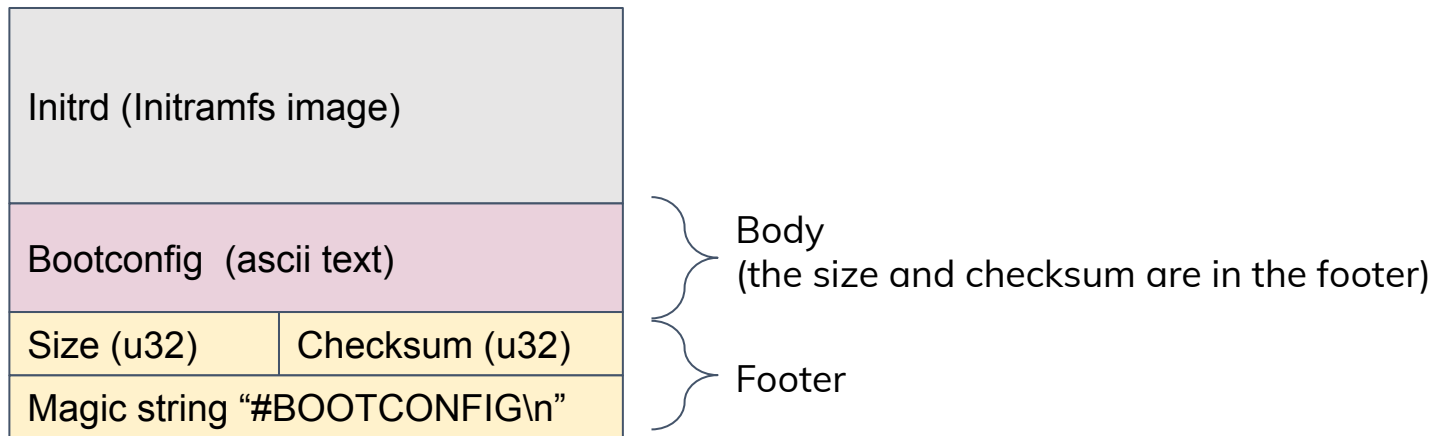 Initrd (Initramfs image)
Bootconfig  (ascii text)
Body
(the size and checksum are in the footer)
Size (u32)
Checksum (u32)
Footer
Magic string “#BOOTCONFIG\n”